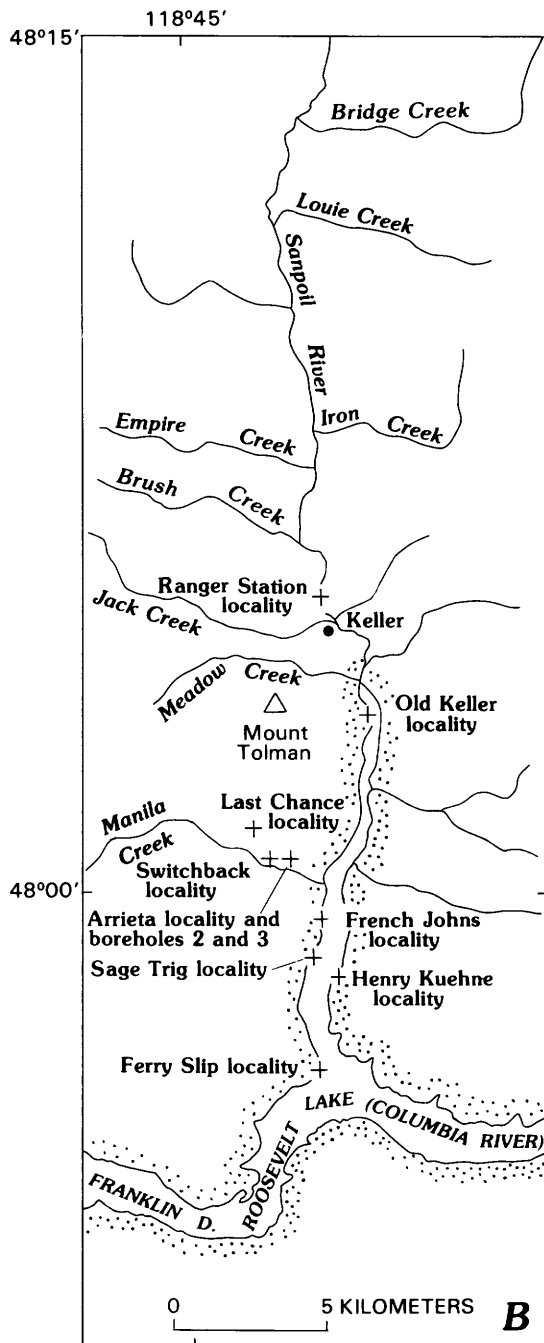 118°45'
48°15'
Bridge Creek
Louie Creek
Sanpoil
River
Iron Creek
Empire Creek
Brush Creek
Ranger Station
locality
Jack Creek
Keller
Meadow Creek
Old Keller
locality
Mount
Tolman
Last Chance
locality
Manila
Creek
Switchback
locality
48°00'
Arrieta locality and
boreholes 2 and 3
French Johns
locality
Sage Trig locality
Henry Kuehne
locality
Ferry Slip locality
FRANKLIN D. ROOSEVELT LAKE (COLUMBIA RIVER)
0 5 KILOMETERS
B